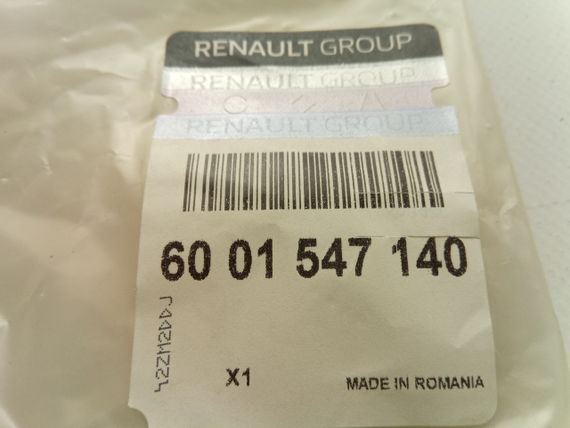 RENAULT GROUP
RENAULT GROUP
RENAULT GROUP
60 01 547 140
X1
MADE IN ROMANIA